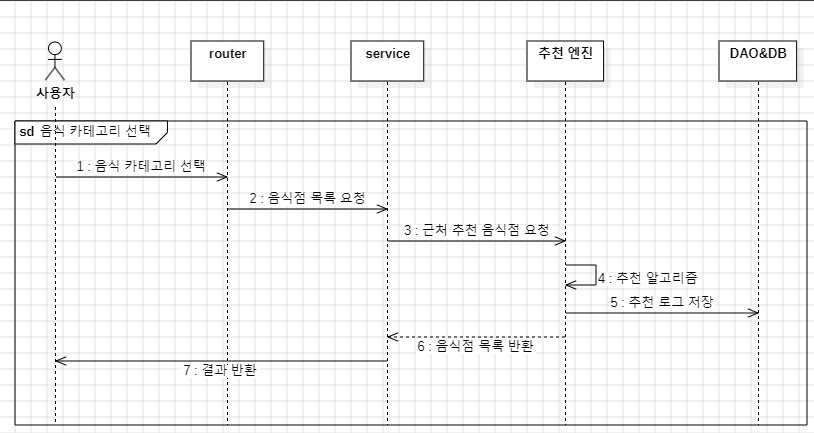 사용자
router
service
추천 엔진
DAO&DB
sd 음식 카테고리 선택
1 : 음식 카테고리 선택
2 : 음식점 목록 요청
3 : 근처 추천 음식점 요청
4 : 추천 알고리즘
5 : 추천 로그 저장
6 : 음식점 목록 반환
7 : 결과 반환